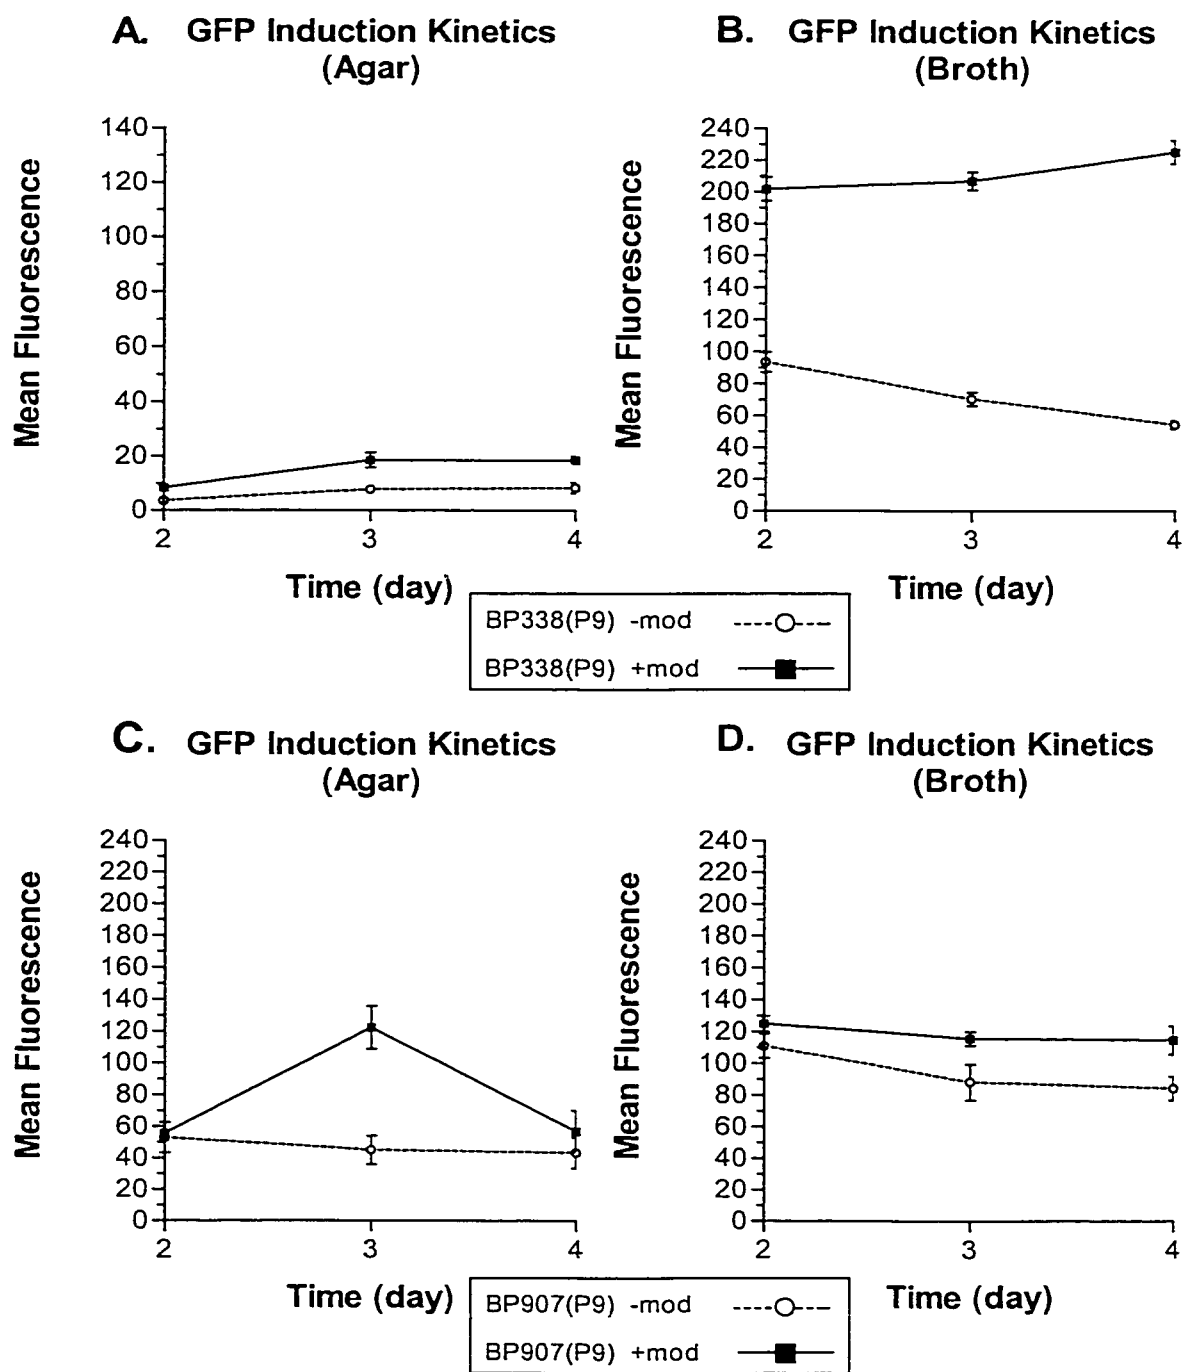 A. GFP Induction Kinetics
(Agar)
Mean Fluorescence
140
120
100
80
60
40
20
0
2 3 4
Time (day)
B. GFP Induction Kinetics
(Broth)
Mean Fluorescence
240
220
200
180
160
140
120
100
80
60
40
20
0
2 3 4
Time (day)
BP338(P9) -mod
BP338(P9) +mod
C. GFP Induction Kinetics
(Agar)
Mean Fluorescence
240
220
200
180
160
140
120
100
80
60
40
20
0
2 3 4
Time (day)
D. GFP Induction Kinetics
(Broth)
Mean Fluorescence
240
220
200
180
160
140
120
100
80
60
40
20
0
2 3 4
Time (day)
BP907(P9) -mod
BP907(P9) +mod